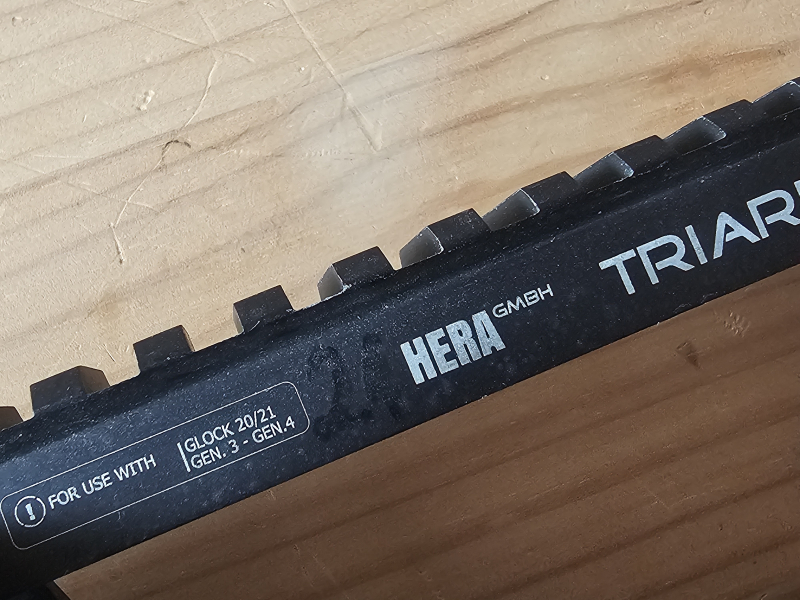 FOR USE WITH
GLOCK 20/21
GEN. 3 - GEN.4
HERA GMBH